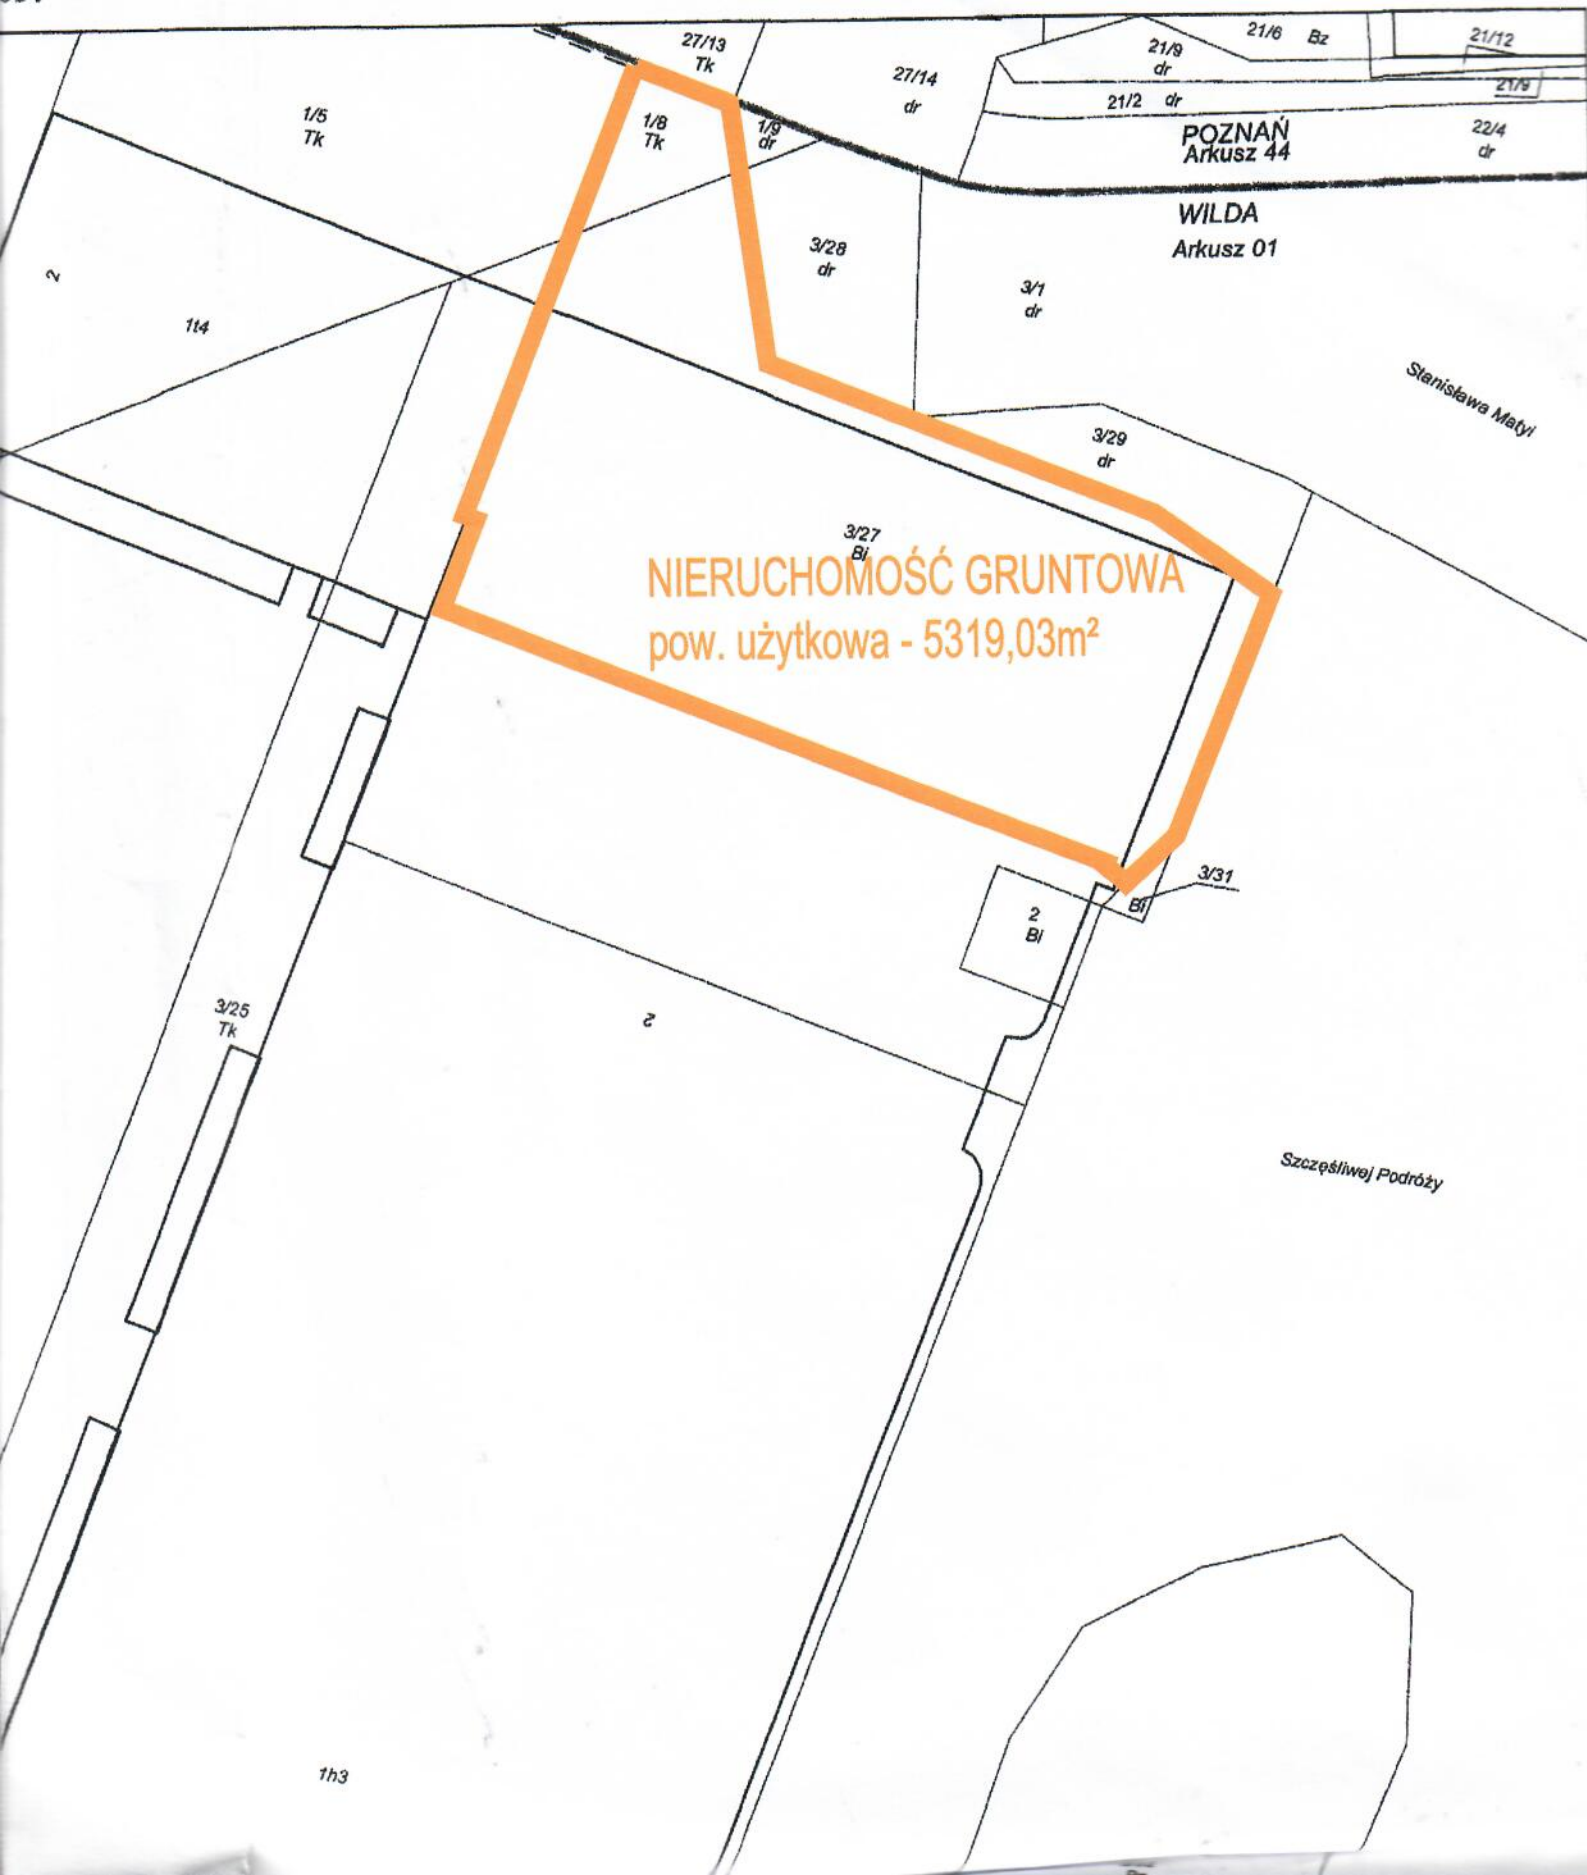 27/13
Tk
21/6 Bz
21/12
21/9
dr
27/14
dr
21/9
21/2 dr
1/5
Tk
1/8
Tk
1/9
dr
POZNAŃ
Arkusz 44
22/4
dr
WILDA
Arkusz 01
3/28
dr
2
3/1
dr
1t4
Stanisława Matyi
3/29
dr
3/27
Bi
NIERUCHOMOŚĆ GRUNTOWA
pow. użytkowa - 5319,03m²
3/31
Bi
2
Bi
3/25
Tk
2
Szczęśliwej Podróży
1h3